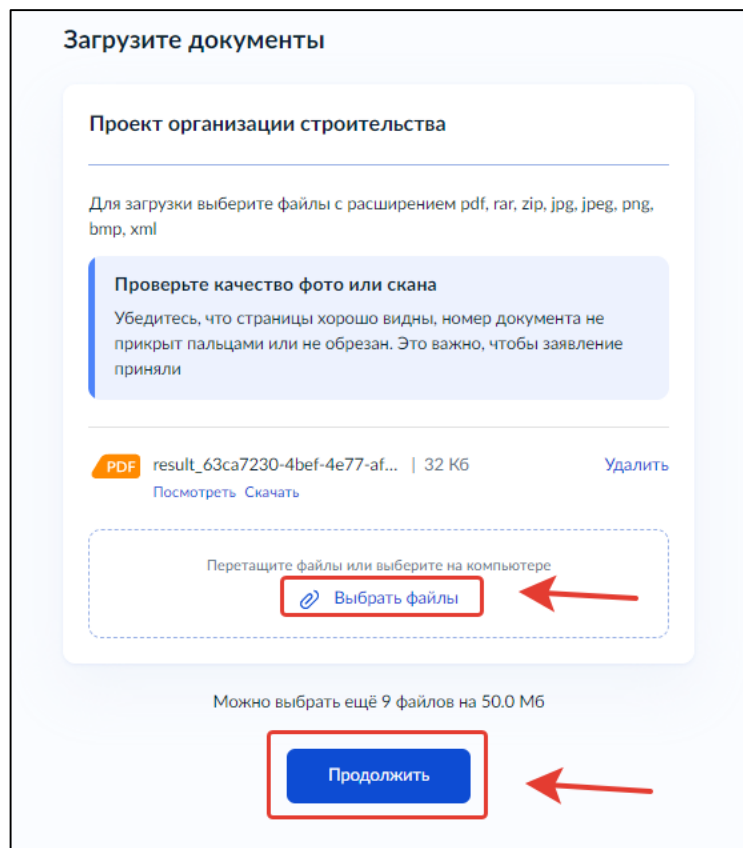 Загрузите документы
Проект организации строительства
Для загрузки выберите файлы с расширением pdf, rar, zip, jpg, jpeg, png,
bmp, xml
Проверьте качество фото или скана
Убедитесь, что страницы хорошо видны, номер документа не
прикрыт пальцами или не обрезан. Это важно, чтобы заявление
приняли
PDF result_63ca7230-4bef-4e77-af... | 32 Кб Удалить
Посмотреть Скачать
Перетащите файлы или выберите на компьютере
Выбрать файлы
Можно выбрать ещё 9 файлов на 50.0 Мб
Продолжить